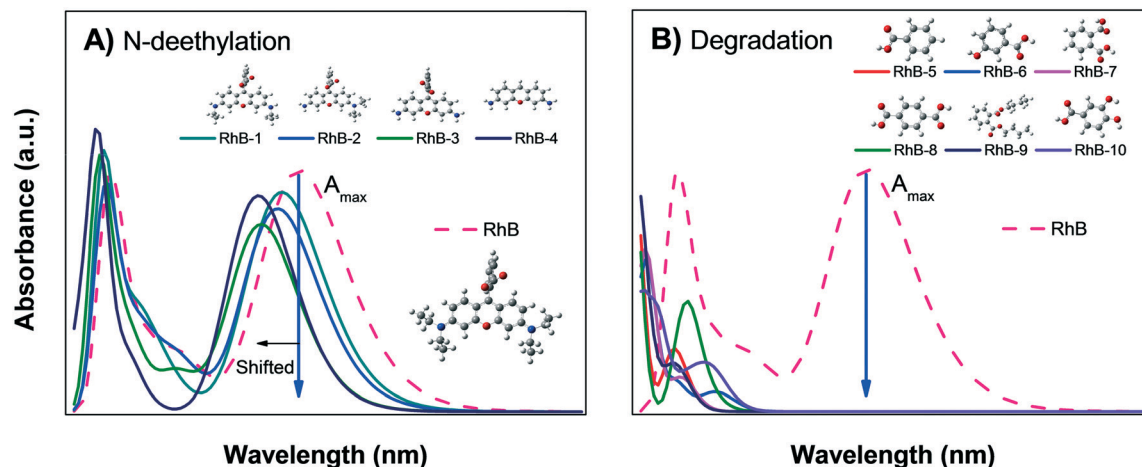 A) N-deethylation
RhB-1 RhB-2 RhB-3 RhB-4
A max
RhB
Shifted
Absorbance (a.u.)
Wavelength (nm)
B) Degradation
RhB-5 RhB-6 RhB-7
RhB-8 RhB-9 RhB-10
A max
RhB
Wavelength (nm)